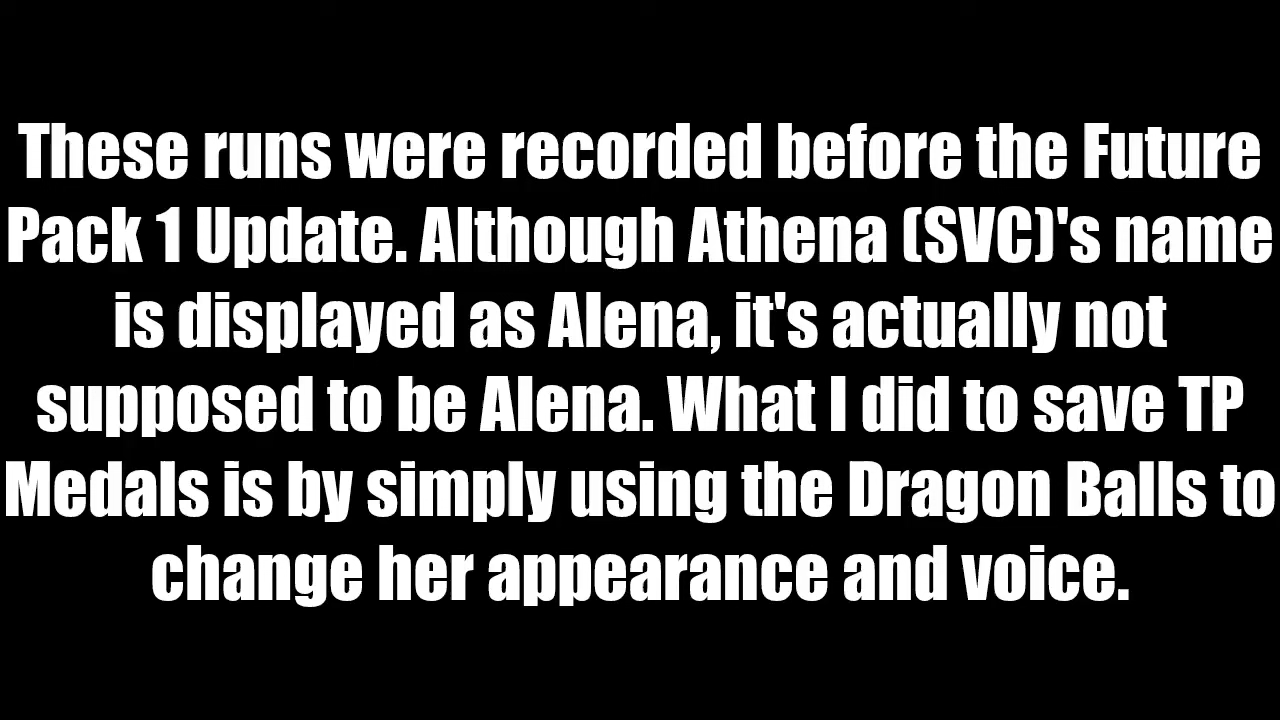 These runs were recorded before the Future
Pack 1 Update. Although Athena (SVC)'s name
is displayed as Alena, it's actually not
supposed to be Alena. What I did to save TP
Medals is by simply using the Dragon Balls to
change her appearance and voice.